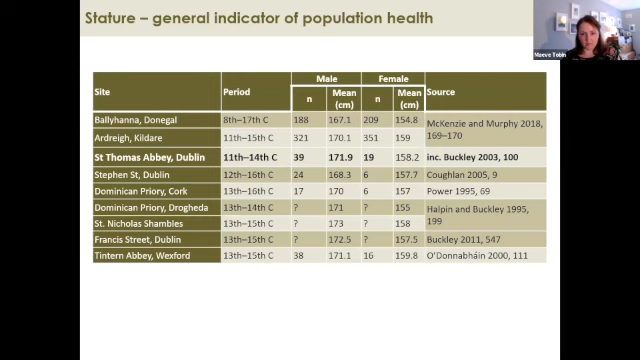 Stature – general indicator of population health
Maeve Tobin
Site Period Male Female Source
n Mean (cm) n Mean (cm)
Ballyhanna, Donegal 8th–17th C 188 167.1 209 154.8 McKenzie and Murphy 2018, 169–170
Ardreigh, Kildare 11th–15th C 321 170.1 351 159
St Thomas Abbey, Dublin 11th–14th C 39 171.9 19 158.2 inc. Buckley 2003, 100
Stephen St, Dublin 12th–16th C 24 168.3 6 157.7 Coughlan 2005, 9
Dominican Priory, Cork 13th–16th C 17 170 6 157 Power 1995, 69
Dominican Priory, Drogheda 13th–14th C ? 171 ? 155 Halpin and Buckley 1995, 199
St. Nicholas Shambles 13th–15th C ? 173 ? 158
Francis Street, Dublin 13th–15th C ? 172.5 ? 157.5 Buckley 2011, 547
Tintern Abbey, Wexford 13th–15th C 38 171.1 16 159.8 O'Donnabháin 2000, 111